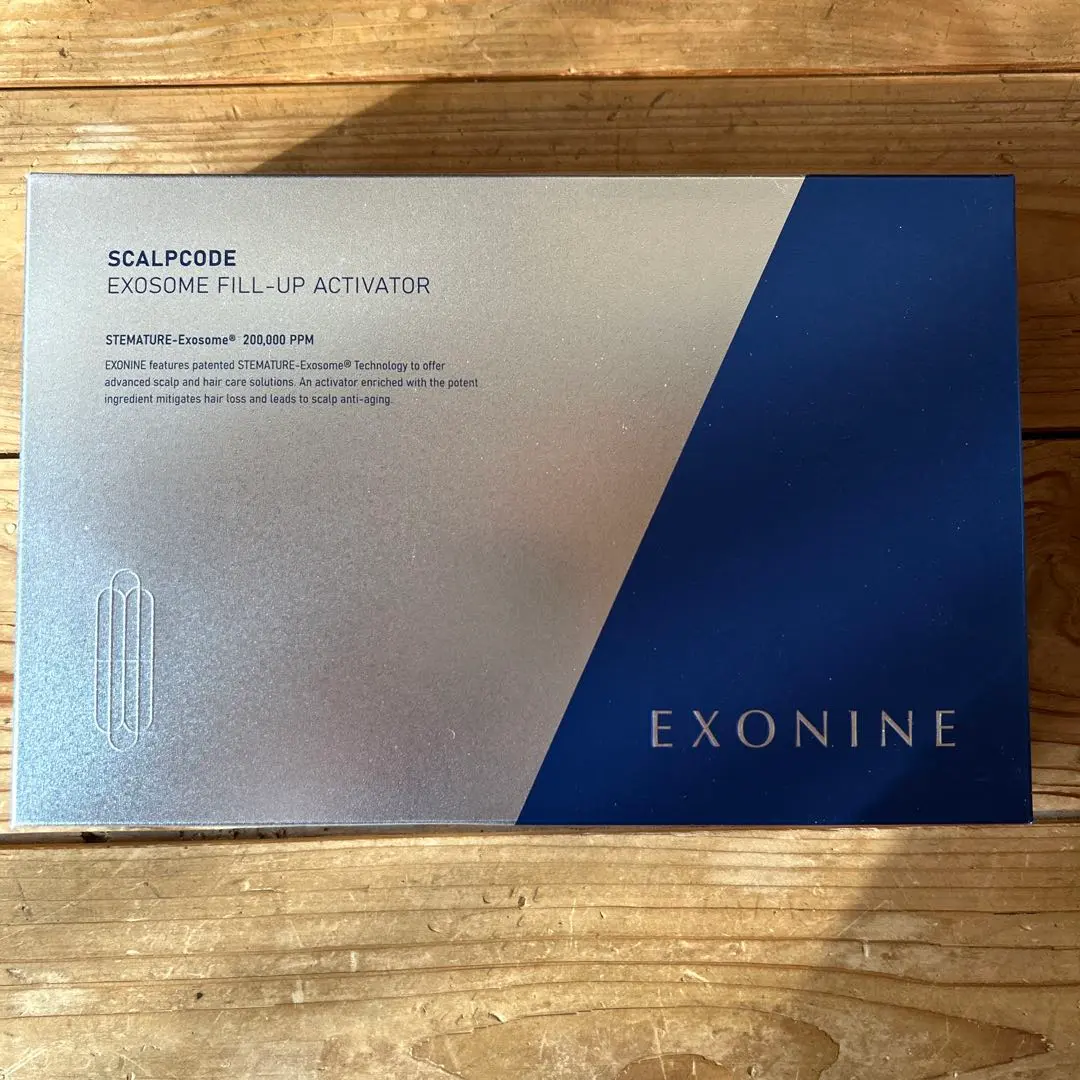 SCALPCODE
EXOSOME FILL-UP ACTIVATOR
STEMATURE-Exosome® 200,000 PPM
EXONINE features patented STEMATURE-Exosome® Technology to offer
advanced scalp and hair care solutions. An activator enriched with the potent
ingredient mitigates hair loss and leads to scalp anti-aging.
EXONINE